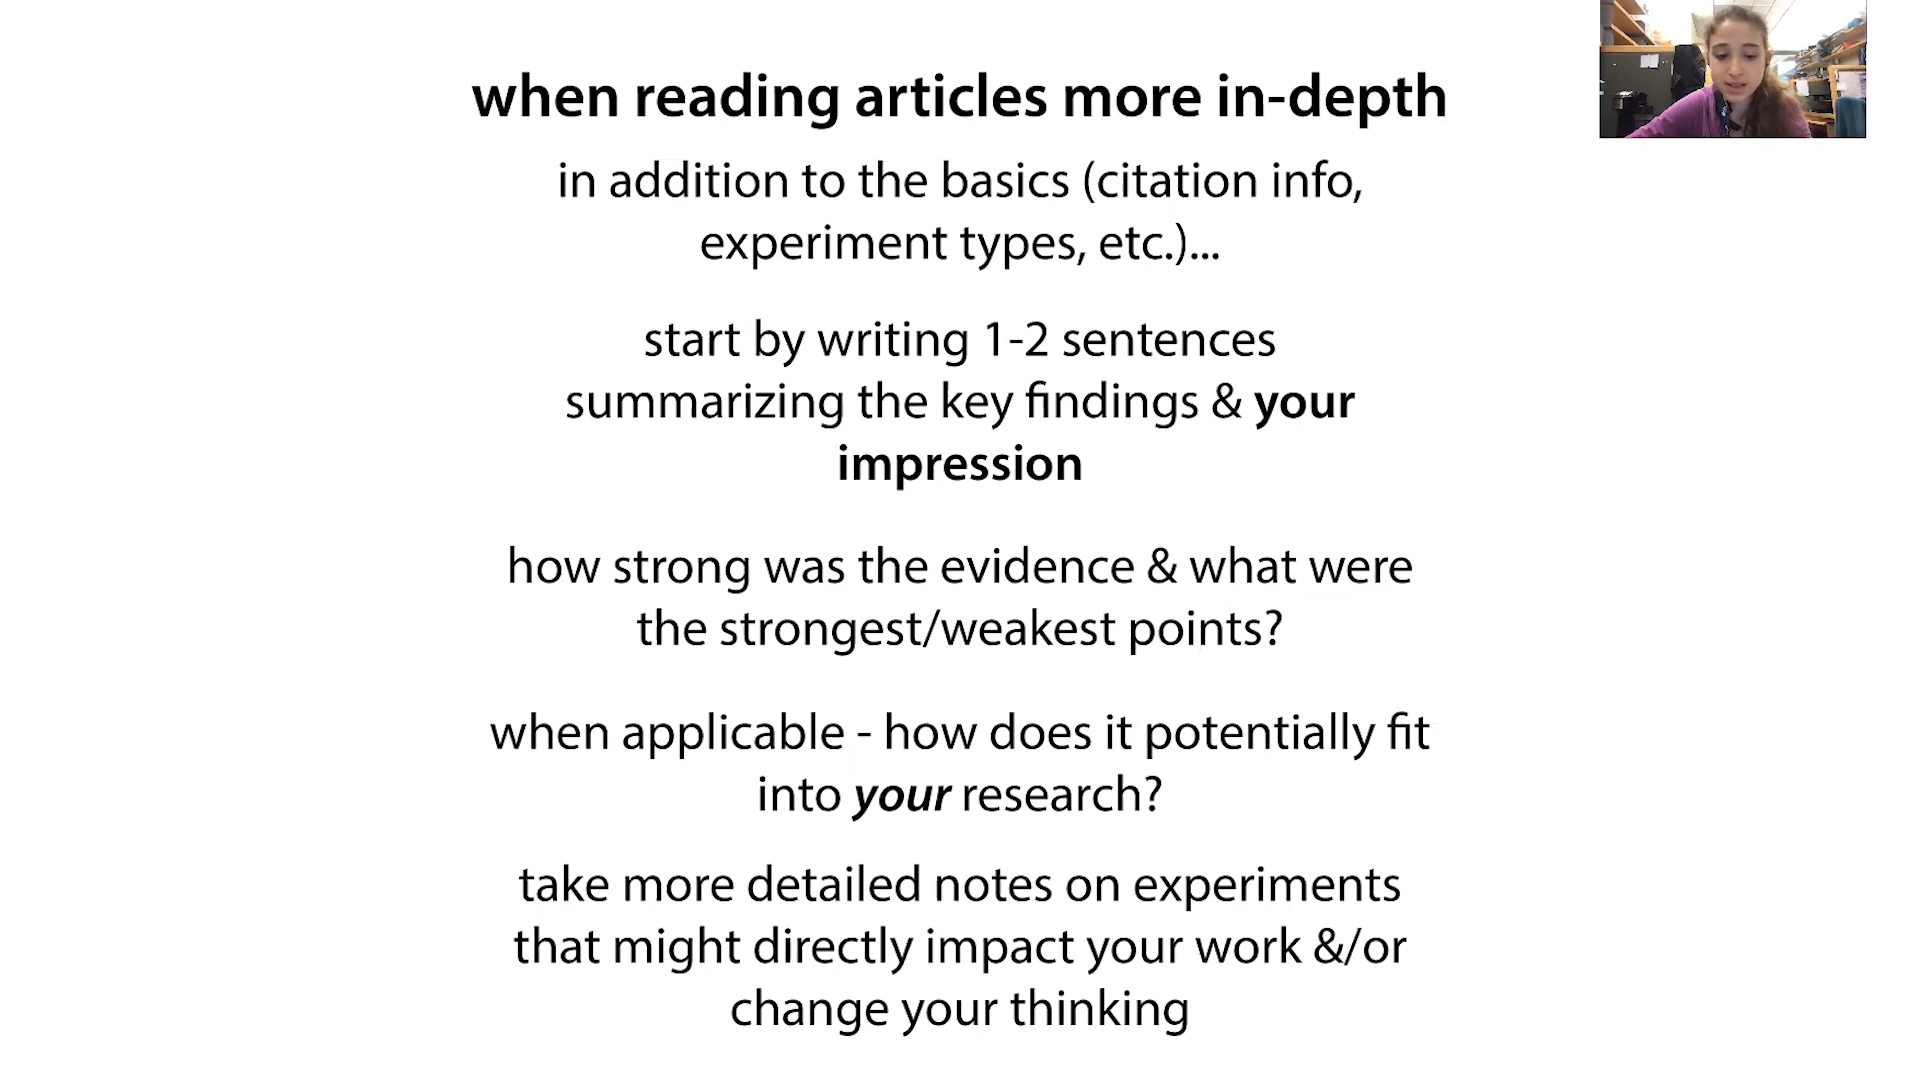 when reading articles more in-depth
in addition to the basics (citation info,
experiment types, etc.)...
start by writing 1-2 sentences
summarizing the key findings & your
impression
how strong was the evidence & what were
the strongest/weakest points?
when applicable - how does it potentially fit
into your research?
take more detailed notes on experiments
that might directly impact your work &/or
change your thinking